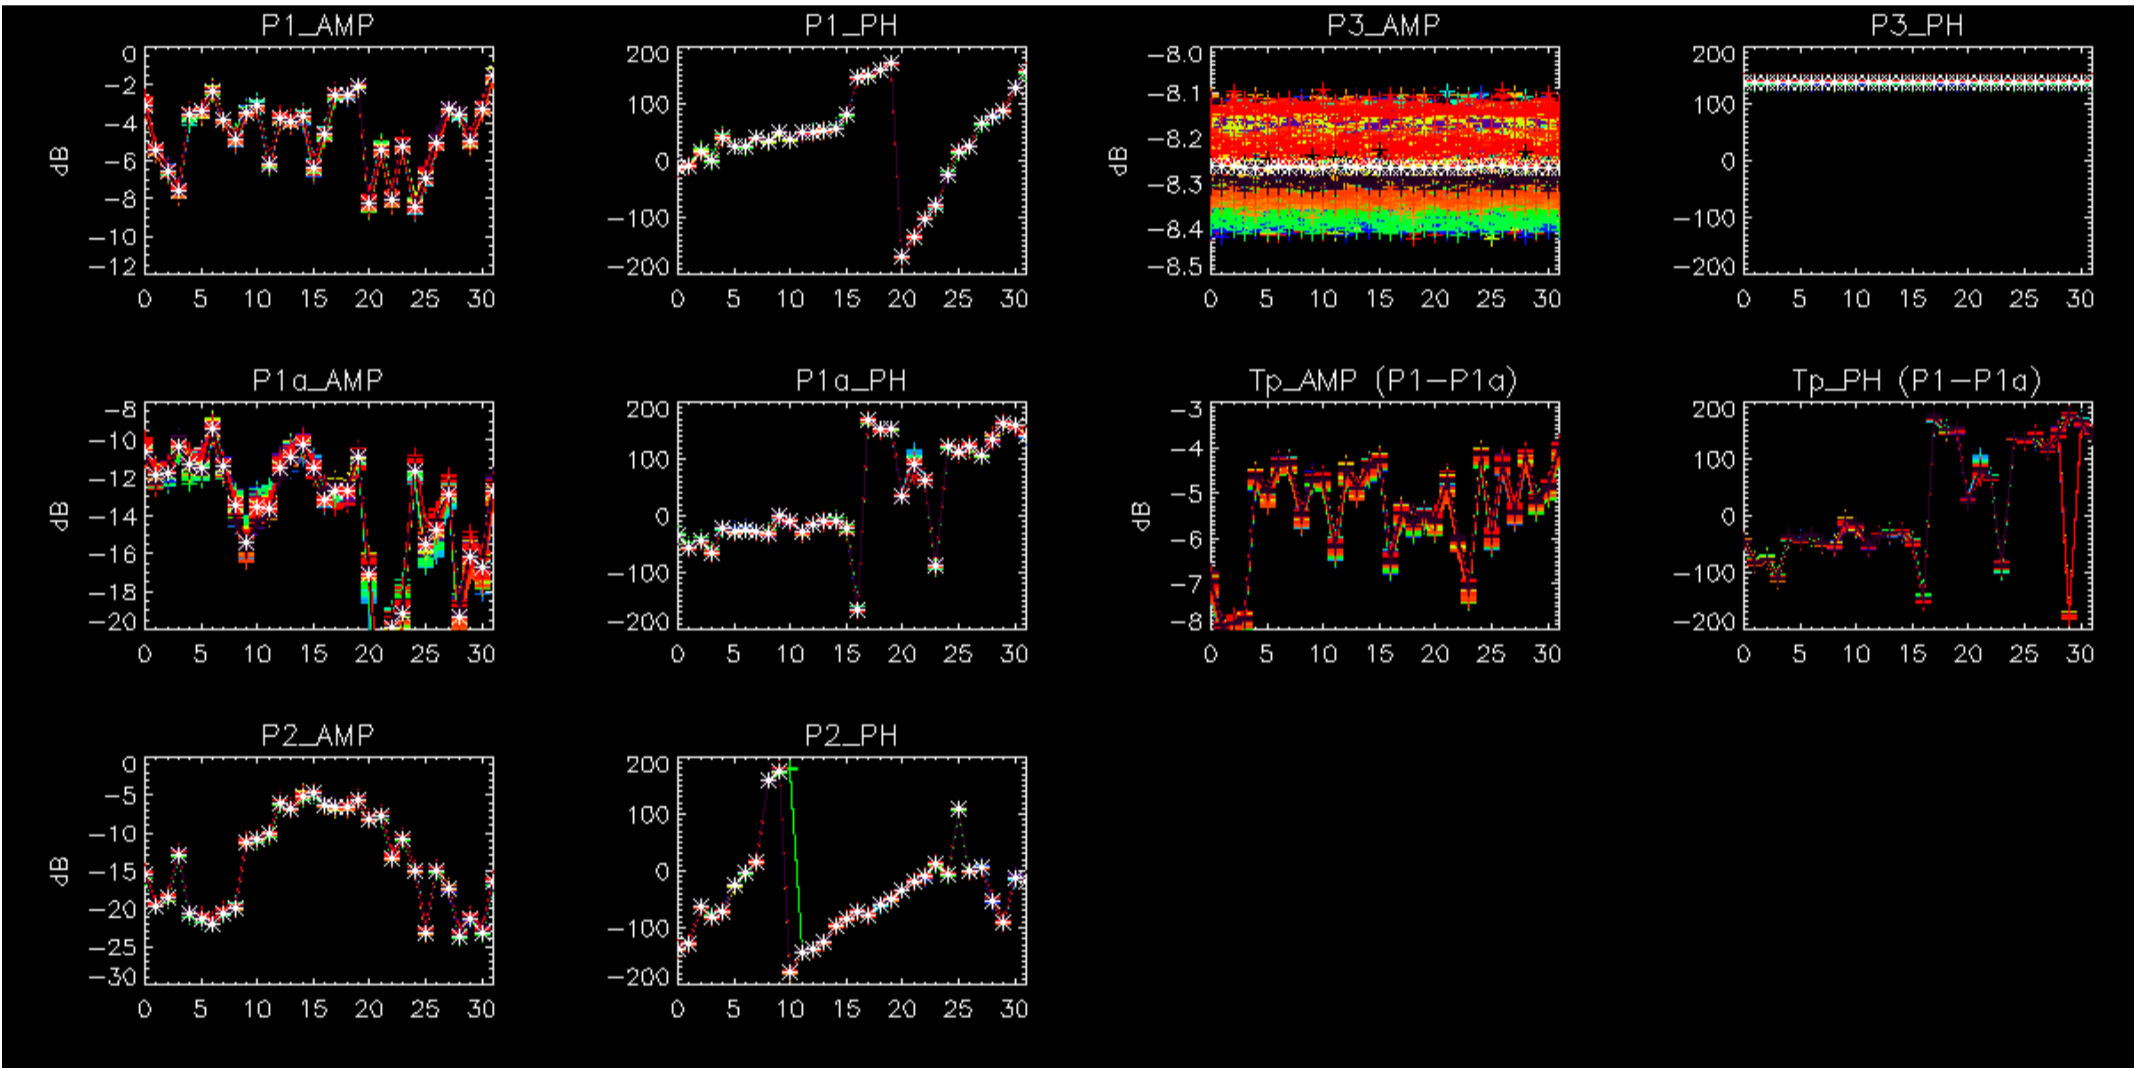 P1_AMP
P1_PH
P3_AMP
P3_PH
0
−2
−4
−6
−8
−10
−12
dB
0 5 10 15 20 25 30
200
100
0
−100
−200
0 5 10 15 20 25 30
−8.0
−8.1
−8.2
−8.3
−8.4
−8.5
dB
0 5 10 15 20 25 30
200
100
0
−100
−200
0 5 10 15 20 25 30
P1a_AMP
P1a_PH
Tp_AMP (P1−P1a)
Tp_PH (P1−P1a)
−8
−10
−12
−14
−16
−18
−20
dB
0 5 10 15 20 25 30
200
100
0
−100
−200
0 5 10 15 20 25 30
−3
−4
−5
−6
−7
−8
dB
0 5 10 15 20 25 30
200
100
0
−100
−200
0 5 10 15 20 25 30
P2_AMP
P2_PH
0
−5
−10
−15
−20
−25
−30
dB
0 5 10 15 20 25 30
200
100
0
−100
−200
0 5 10 15 20 25 30